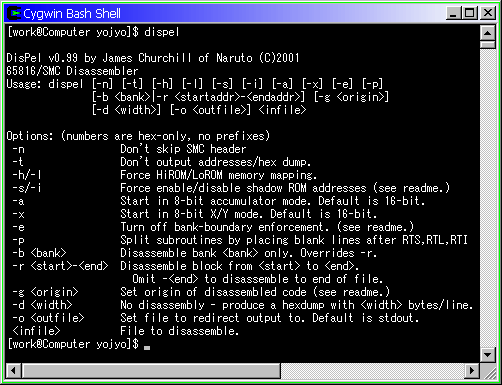 Cygwin Bash Shell
[work@Computer yojyo]$ dispel
DisPel v0.99 by James Churchill of Naruto (C)2001
65816/SMC Disassembler
Usage: dispel [-n] [-t] [-h] [-l] [-s] [-i] [-a] [-x] [-e] [-p]
[-b <bank>|-r <startaddr>-<endaddr>] [-g <origin>]
[-d <width>] [-o <outfile>] <infile>
Options: (numbers are hex-only, no prefixes)
-n Don't skip SMC header
-t Don't output addresses/hex dump.
-h/-l Force HiROM/LoROM memory mapping.
-s/-i Force enable/disable shadow ROM addresses (see readme.)
-a Start in 8-bit accumulator mode. Default is 16-bit.
-x Start in 8-bit X/Y mode. Default is 16-bit.
-e Turn off bank-boundary enforcement. (see readme.)
-p Split subroutines by placing blank lines after RTS,RTL,RTI
-b <bank> Disassemble bank <bank> only. Overrides -r.
-r <start>-<end> Disassemble block from <start> to <end>.
Omit -<end> to disassemble to end of file.
-g <origin> Set origin of disassembled code (see readme.)
-d <width> No disassembly - produce a hexdump with <width> bytes/line.
-o <outfile> Set file to redirect output to. Default is stdout.
<infile> File to disassemble.
[work@Computer yojyo]$